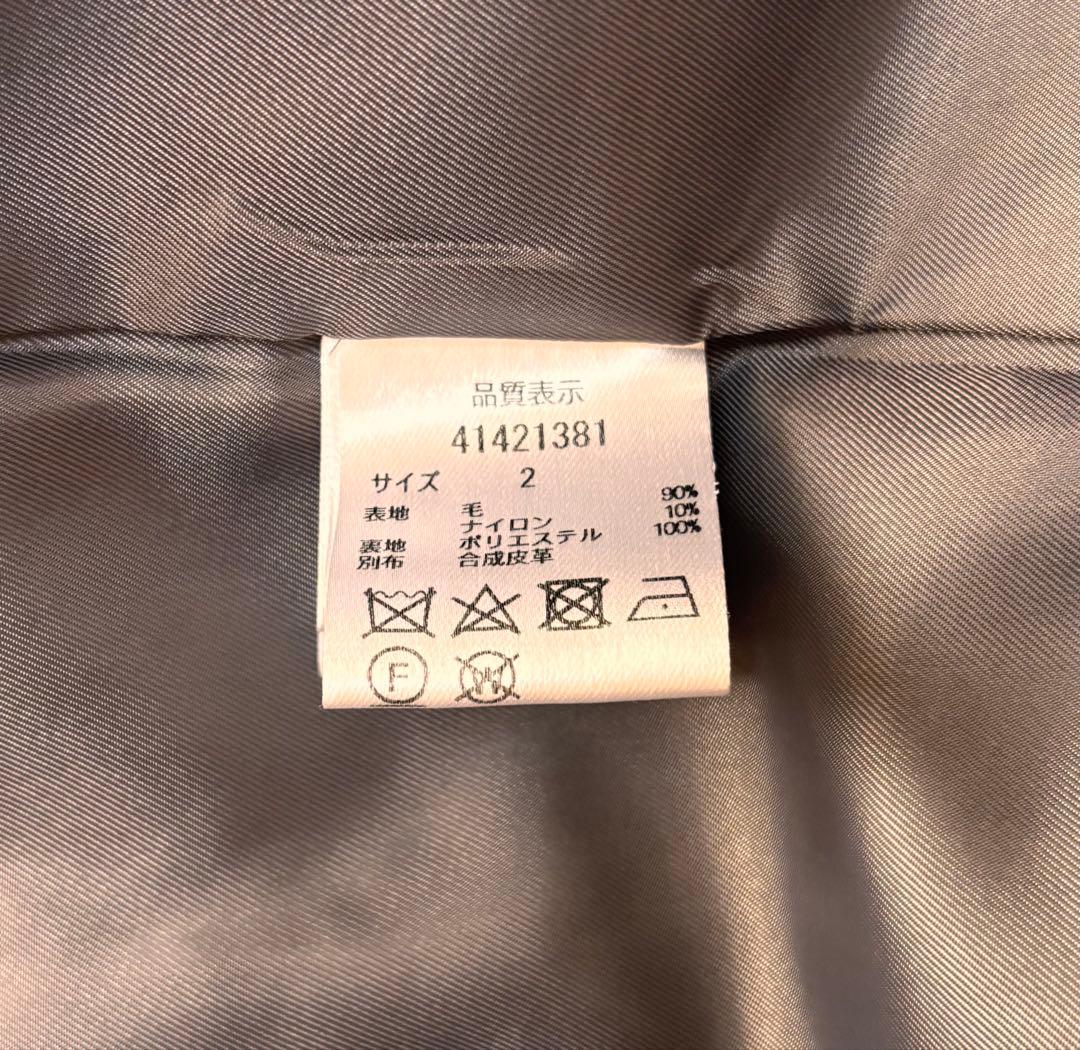 品質表示
41421381
サイズ 2
表地 毛 90%
ナイロン 10%
裏地 ポリエステル 100%
別布 合成皮革
F
W